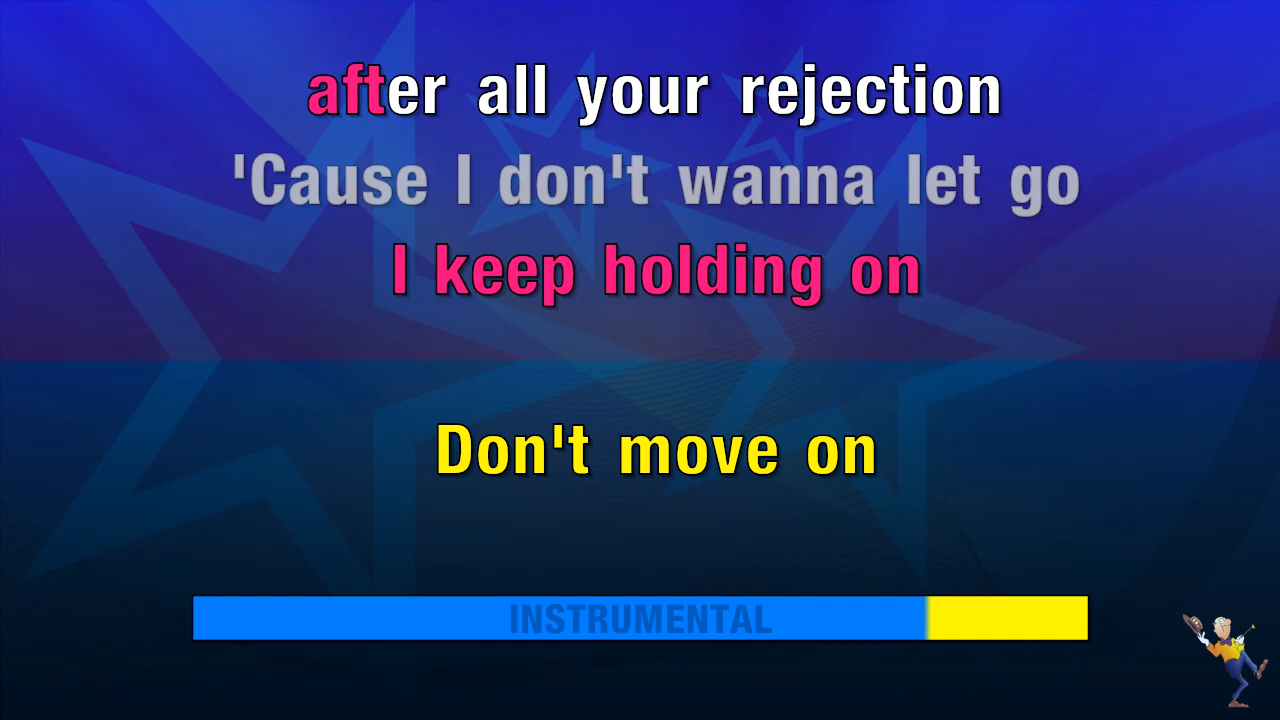 after all your rejection
'Cause I don't wanna let go
I keep holding on
Don't move on
INSTRUMENTAL